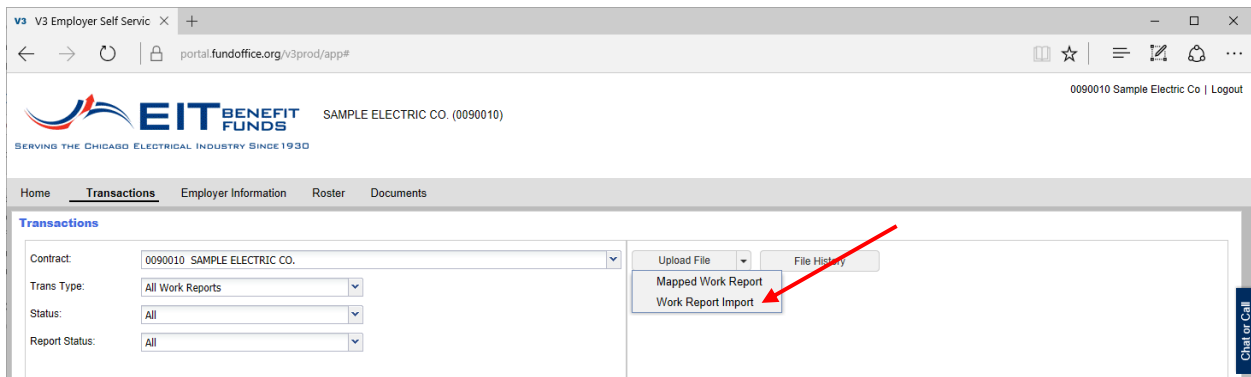 V3 V3 Employer Self Servic
portal.fundoffice.org/v3prod/app#
0090010 Sample Electric Co | Logout
EIT BENEFIT FUNDS
SAMPLE ELECTRIC CO. (0090010)
SERVING THE CHICAGO ELECTRICAL INDUSTRY SINCE 1930
Home Transactions Employer Information Roster Documents
Transactions
Contract: 0090010 SAMPLE ELECTRIC CO.
Upload File File History
Mapped Work Report
Work Report Import
Trans Type: All Work Reports
Status: All
Report Status: All
Chat or Call